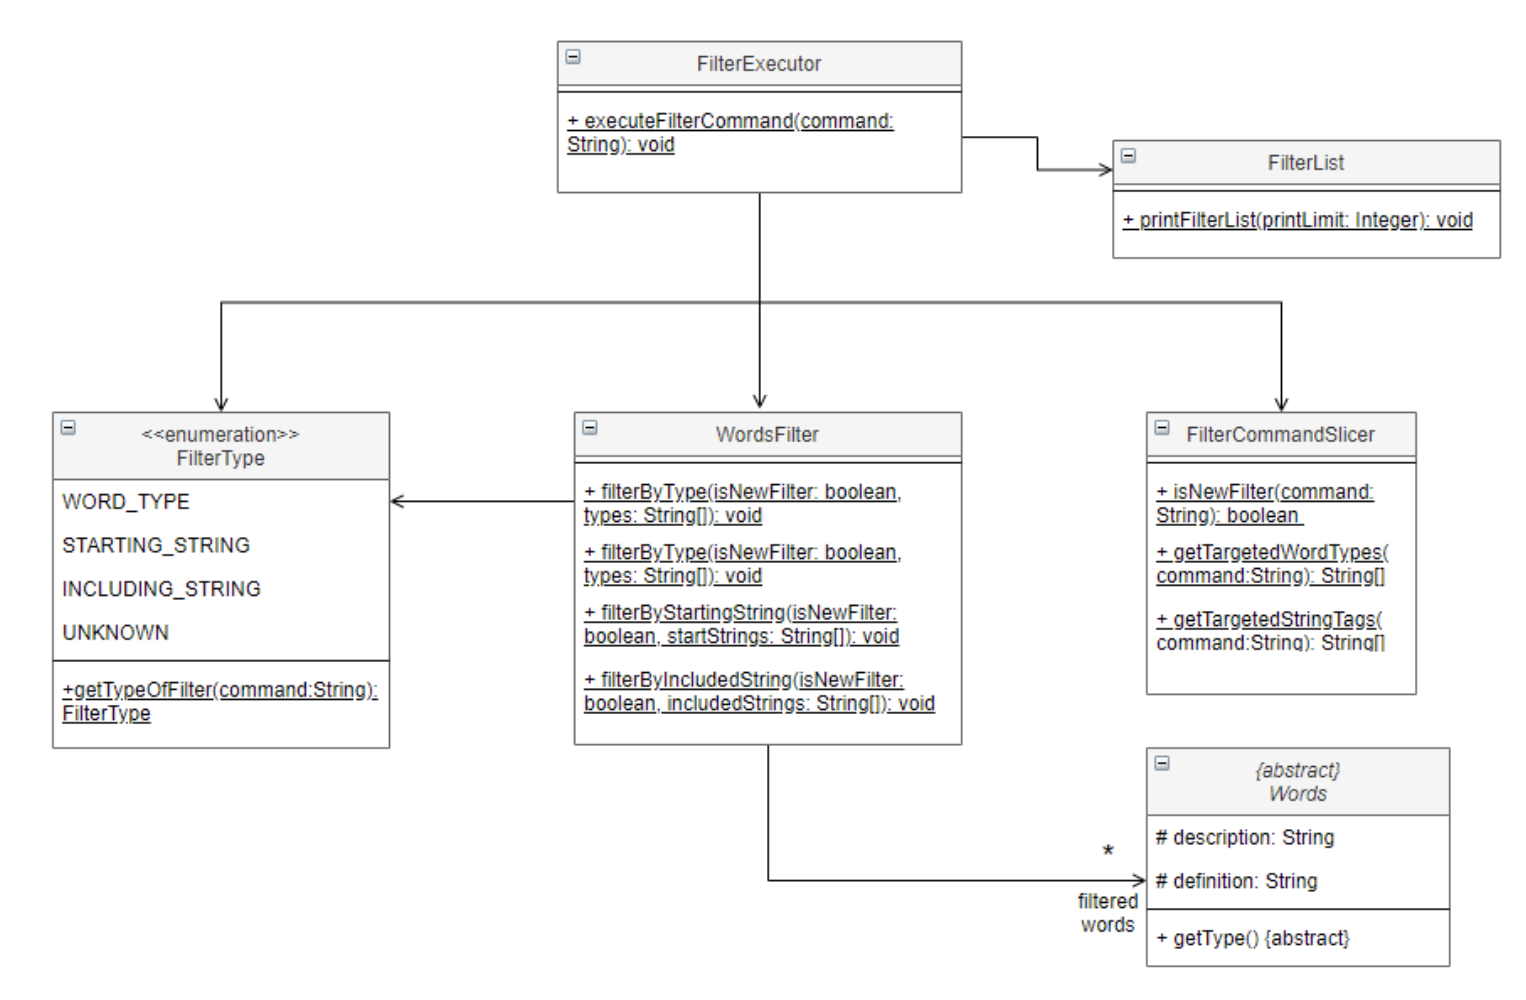 FilterExecutor
+ executeFilterCommand(command:
String): void
FilterList
+ printFilterList(printLimit: Integer): void
<<enumeration>>
FilterType
WORD_TYPE
STARTING_STRING
INCLUDING_STRING
UNKNOWN
+getTypeOfFilter(command:String):
FilterType
WordsFilter
+ filterByType(isNewFilter: boolean,
types: String[]): void
+ filterByType(isNewFilter: boolean,
types: String[]): void
+ filterByStartingString(isNewFilter:
boolean, startStrings: String[]): void
+ filterByIncludedString(isNewFilter:
boolean, includedStrings: String[]): void
FilterCommandSlicer
+ isNewFilter(command:
String): boolean
+ getTargetedWordTypes(
command:String): String[]
+ getTargetedStringTags(
command:String): String[]
*
filtered
words
{abstract}
Words
# description: String
# definition: String
+ getType() {abstract}